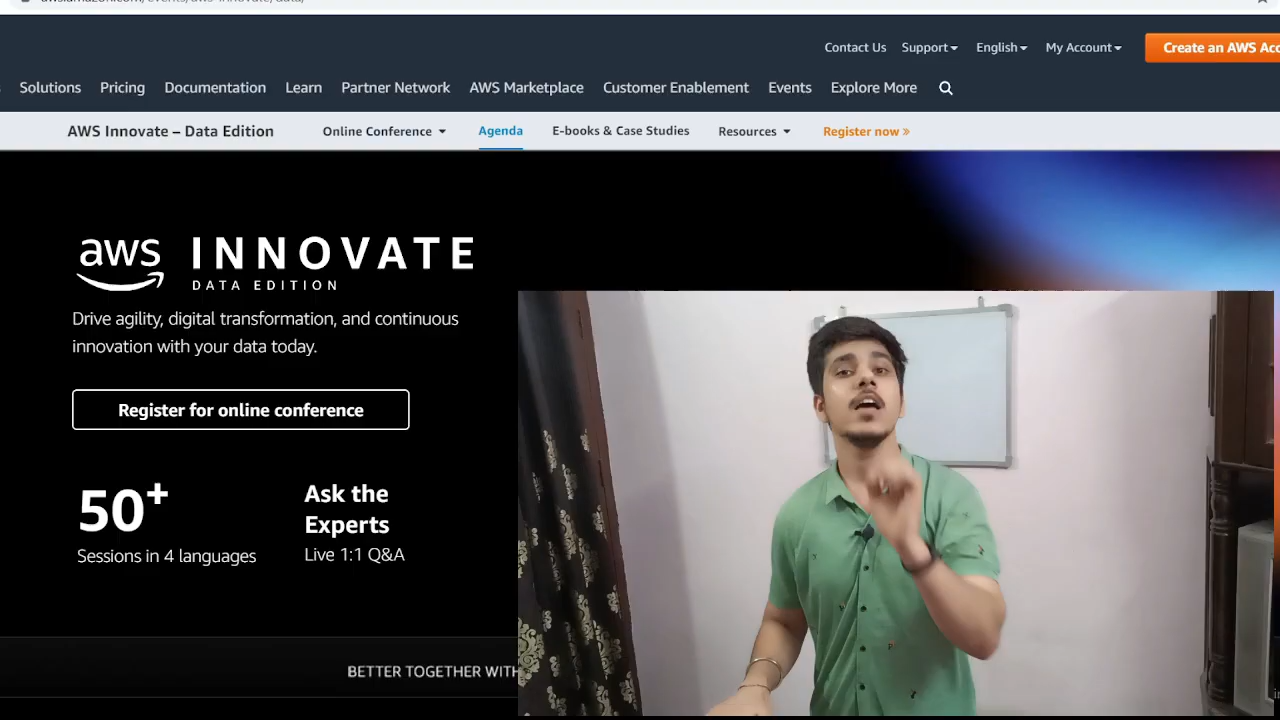 Contact Us Support English My Account Create an AWS Acc
Solutions Pricing Documentation Learn Partner Network AWS Marketplace Customer Enablement Events Explore More
AWS Innovate – Data Edition Online Conference Agenda E-books & Case Studies Resources Register now »
aws INNOVATE
DATA EDITION
Drive agility, digital transformation, and continuous
innovation with your data today.
Register for online conference
50+
Sessions in 4 languages
Ask the
Experts
Live 1:1 Q&A
BETTER TOGETHER WITH